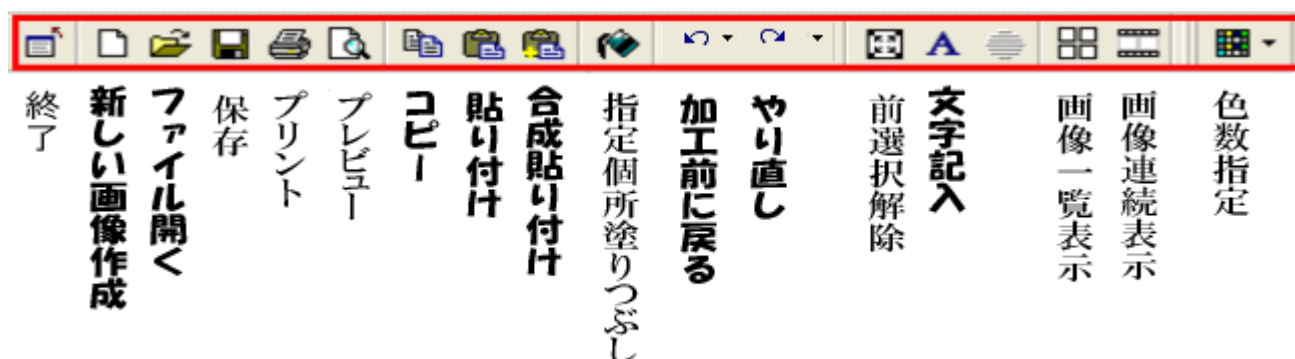 終了
新しい画像作成
ファイル開く
保存
プリント
プレビュー
コピー
貼り付け
合成貼り付け
指定個所塗りつぶし
加工前に戻る
やり直し
前選択解除
文字記入
画像一覧表示
画像連続表示
色数指定